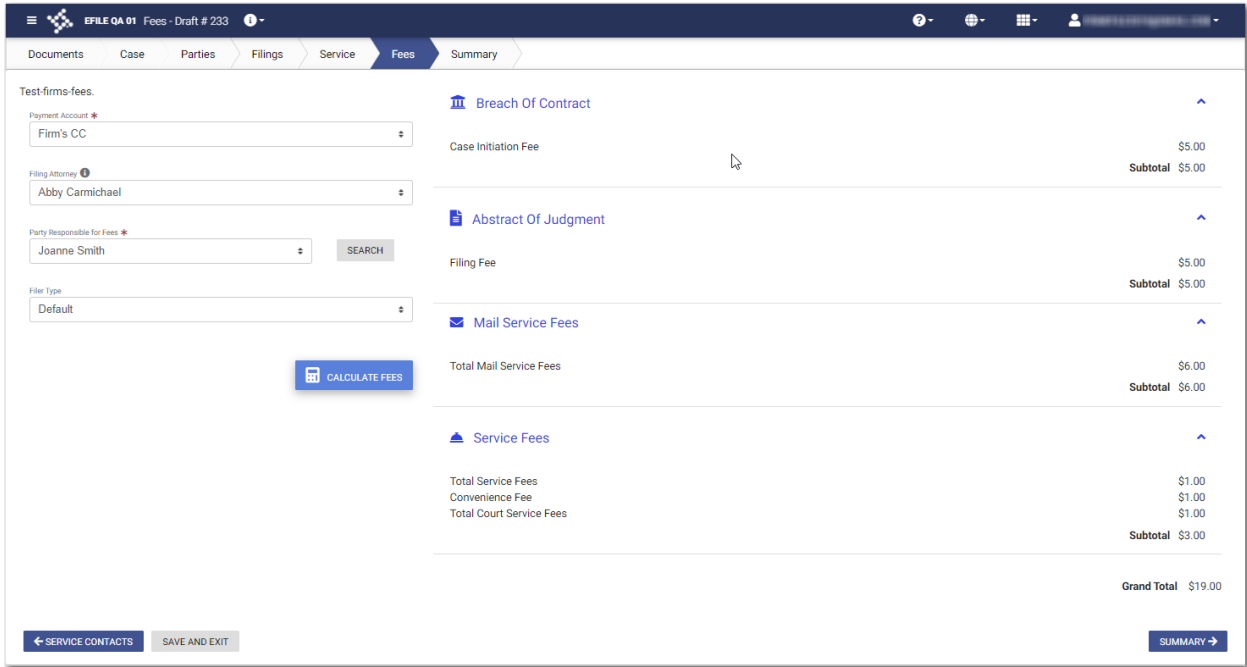 EFILE QA 01 Fees - Draft # 233
Documents Case Parties Filings Service Fees Summary
Test-firms-fees.
Payment Account *
Firm's CC
Filing Attorney
Abby Carmichael
Party Responsible for Fees *
Joanne Smith
SEARCH
Filer Type
Default
CALCULATE FEES
Breach Of Contract
Case Initiation Fee $5.00
Subtotal $5.00
Abstract Of Judgment
Filing Fee $5.00
Subtotal $5.00
Mail Service Fees
Total Mail Service Fees $6.00
Subtotal $6.00
Service Fees
Total Service Fees $1.00
Convenience Fee $1.00
Total Court Service Fees $1.00
Subtotal $3.00
Grand Total $19.00
SERVICE CONTACTS SAVE AND EXIT SUMMARY